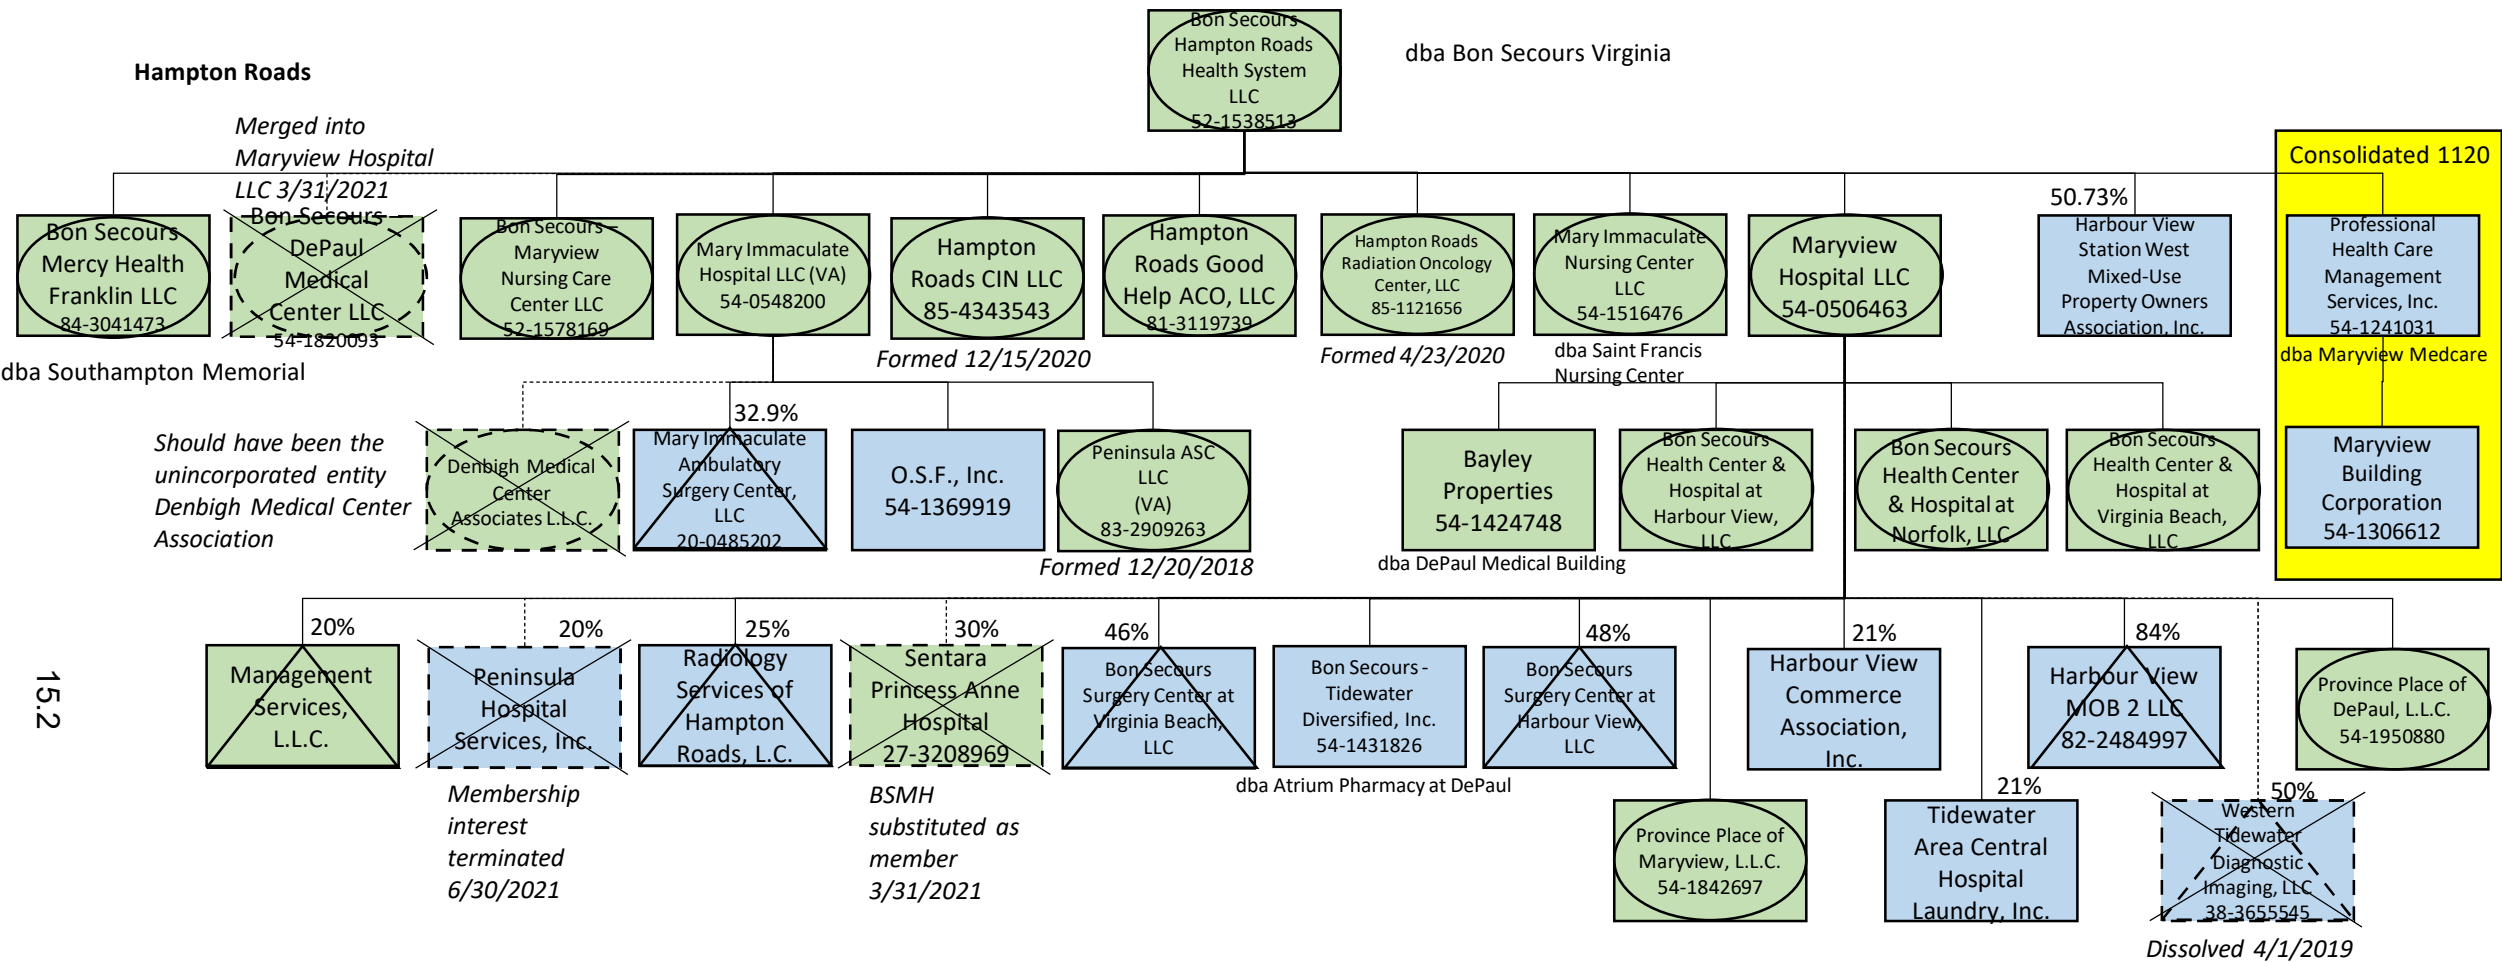 Bon Secours
Hampton Roads
Health System
LLC
52-1538513
dba Bon Secours Virginia
Hampton Roads
Merged into
Maryview Hospital
LLC 3/31/2021
Consolidated 1120
Bon Secours
Mercy Health
Franklin LLC
84-3041473
dba Southampton Memorial
Bon Secours –
DePaul
Medical
Center LLC
54-1820093
Bon Secours –
Maryview
Nursing Care
Center LLC
52-1578169
Mary Immaculate
Hospital LLC (VA)
54-0548200
Hampton
Roads CIN LLC
85-4343543
Formed 12/15/2020
Hampton
Roads Good
Help ACO, LLC
81-3119739
Hampton Roads
Radiation Oncology
Center, LLC
85-1121656
Formed 4/23/2020
Mary Immaculate
Nursing Center
LLC
54-1516476
dba Saint Francis
Nursing Center
Maryview
Hospital LLC
54-0506463
50.73%
Harbour View
Station West
Mixed-Use
Property Owners
Association, Inc.
Professional
Health Care
Management
Services, Inc.
54-1241031
dba Maryview Medcare
Should have been the
unincorporated entity
Denbigh Medical Center
Association
Denbigh Medical
Center
Associates L.L.C.
32.9%
Mary Immaculate
Ambulatory
Surgery Center,
LLC
20-0485202
O.S.F., Inc.
54-1369919
Peninsula ASC
LLC
(VA)
83-2909263
Formed 12/20/2018
Bayley
Properties
54-1424748
dba DePaul Medical Building
Bon Secours
Health Center &
Hospital at
Harbour View,
LLC
Bon Secours
Health Center
& Hospital at
Norfolk, LLC
Bon Secours
Health Center &
Hospital at
Virginia Beach,
LLC
Maryview
Building
Corporation
54-1306612
20%
Management
Services,
L.L.C.
20%
Peninsula
Hospital
Services, Inc.
Membership
interest
terminated
6/30/2021
25%
Radiology
Services of
Hampton
Roads, L.C.
30%
Sentara
Princess Anne
Hospital
27-3208969
BSMH
substituted as
member
3/31/2021
46%
Bon Secours
Surgery Center at
Virginia Beach,
LLC
Bon Secours -
Tidewater
Diversified, Inc.
54-1431826
dba Atrium Pharmacy at DePaul
48%
Bon Secours
Surgery Center at
Harbour View,
LLC
Province Place of
Maryview, L.L.C.
54-1842697
21%
Harbour View
Commerce
Association,
Inc.
21%
Tidewater
Area Central
Hospital
Laundry, Inc.
84%
Harbour View
MOB 2 LLC
82-2484997
50%
Western
Tidewater
Diagnostic
Imaging, LLC
38-3655545
Dissolved 4/1/2019
Province Place of
DePaul, L.L.C.
54-1950880
15.2